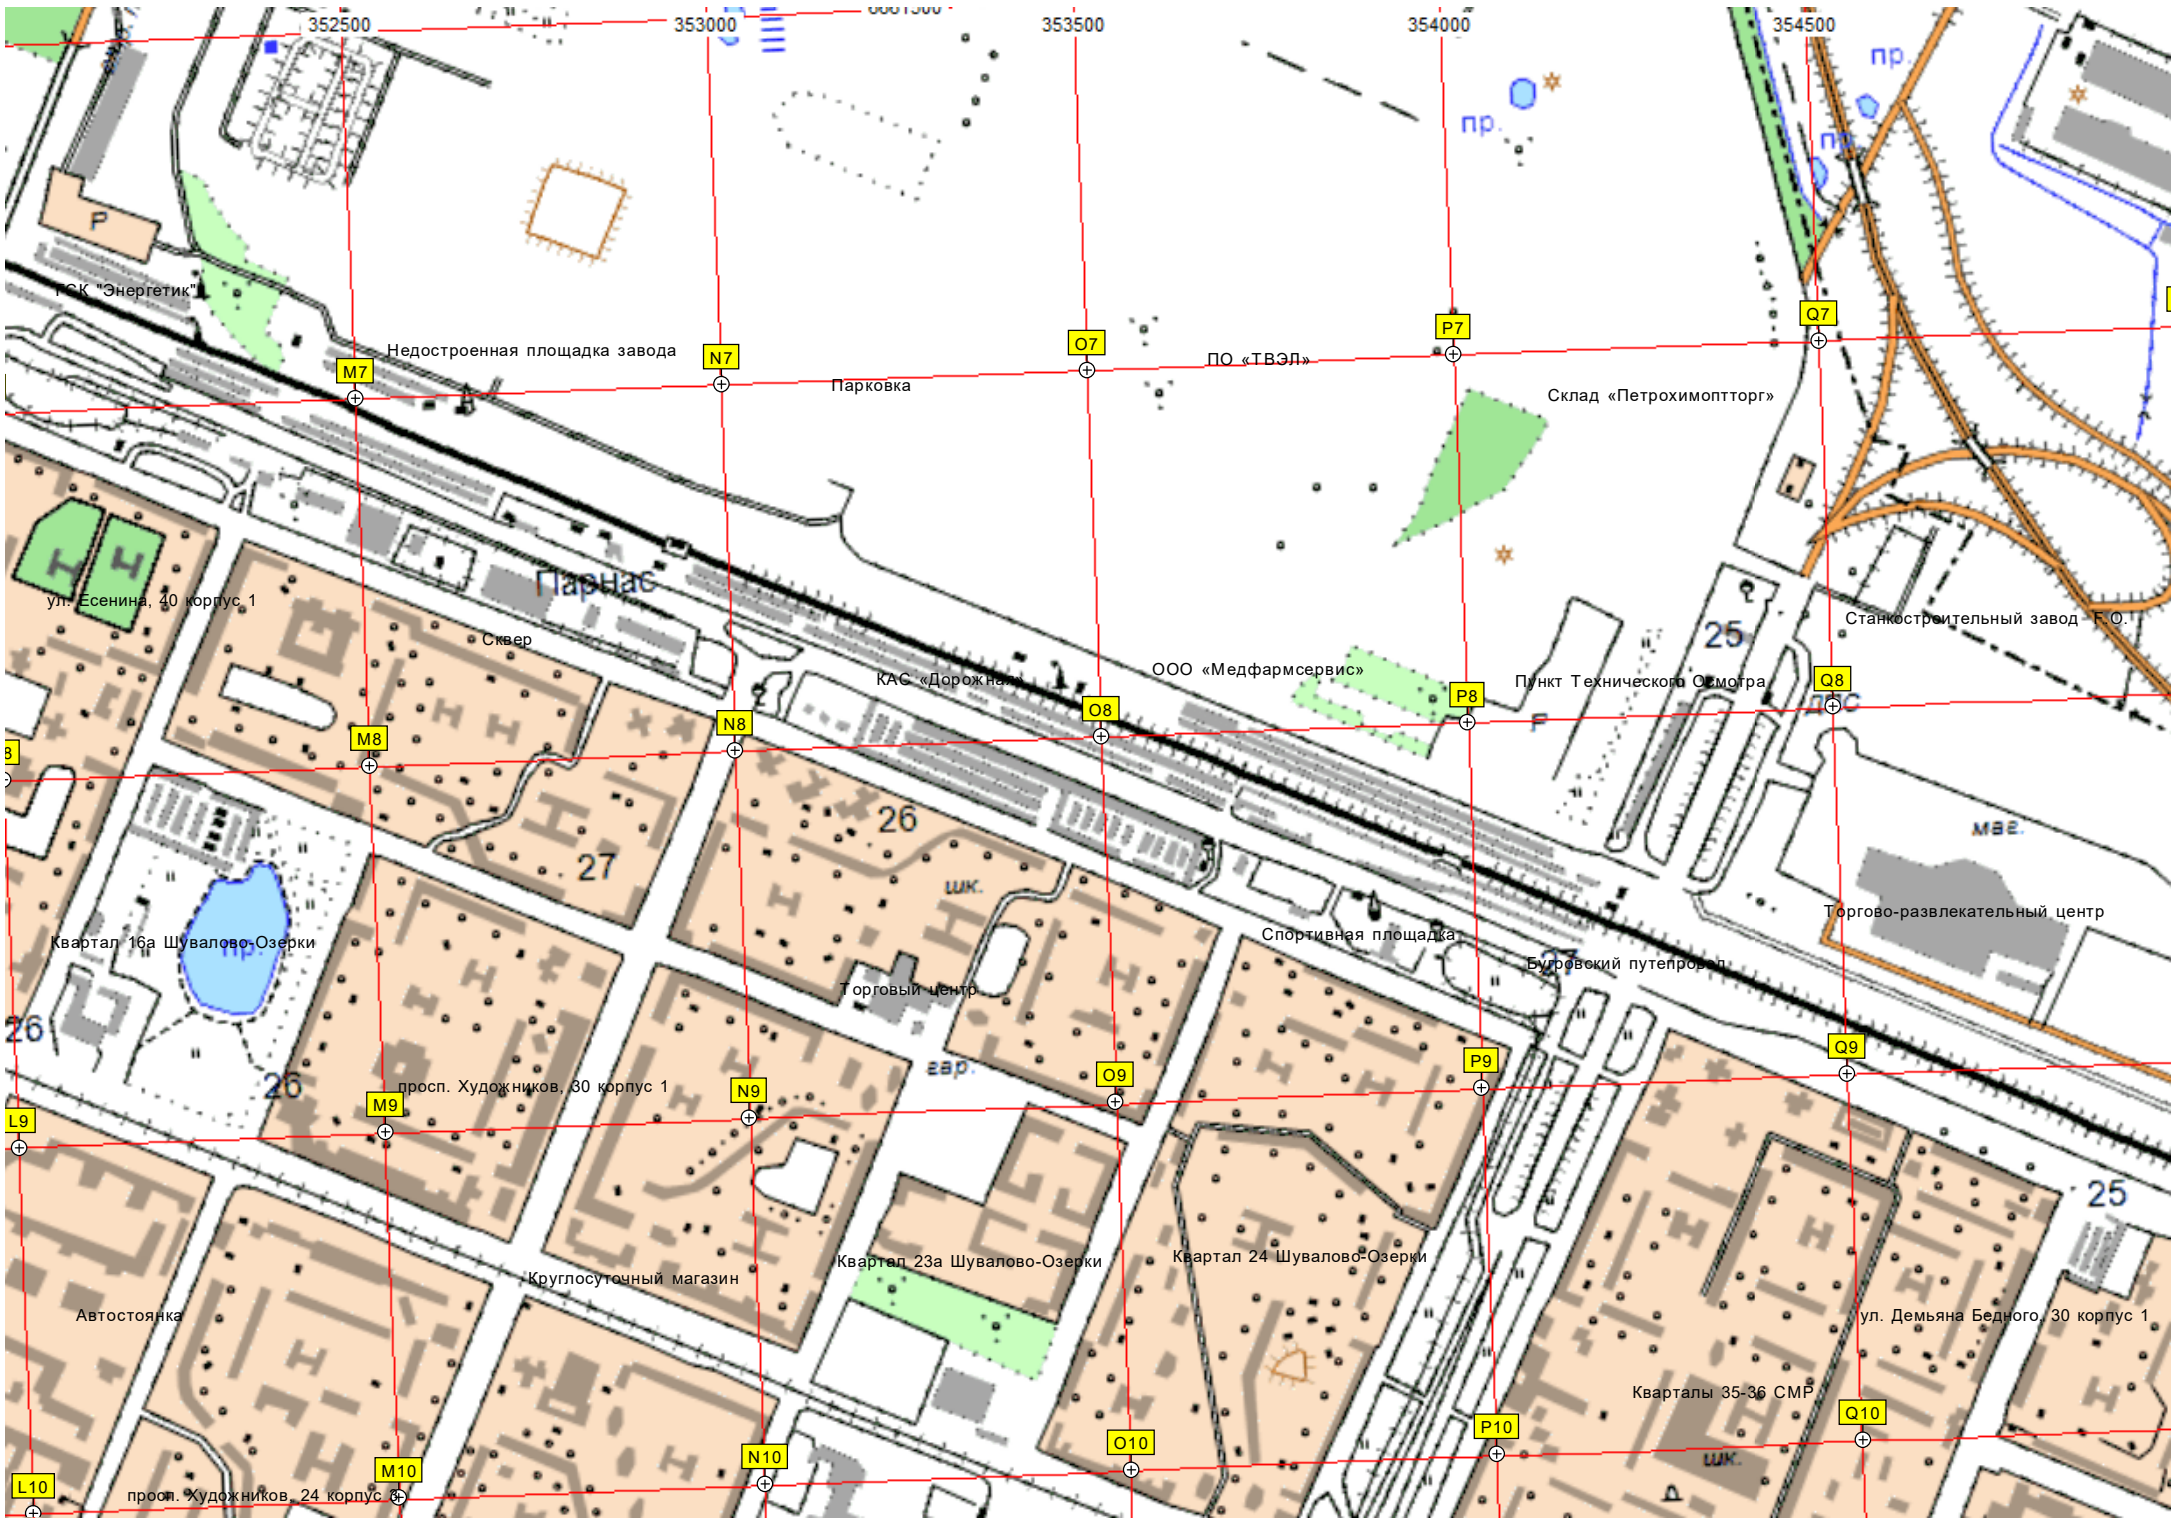 352500
353000
353500
354000
354500
пр.
пр.
P
ГСК "Энергетик"
Q7
P7
O7
N7
M7
Недостроенная площадка завода
ПО «ТВЭЛ»
Парковка
Склад «Петрохимоптторг»
Парнас
ул. Есенина, 40 корпус 1
Станкостроительный завод F.O.
25
Сквер
ООО «Медфармсервис»
КАС «Дорожная»
Пункт Технического Осмотра
Q8
P8
O8
N8
M8
8
26
маг.
27
шк.
Торгово-развлекательный центр
Спортивная площадка
Квартал 16а Шувалово-Озерки
пр.
Бугровский путепровод
27
Торговый центр
26
гар.
26
просп. Художников, 30 корпус 1
Q9
P9
O9
N9
M9
L9
25
Квартал 23а Шувалово-Озерки
Квартал 24 Шувалово-Озерки
Круглосуточный магазин
Автостоянка
ул. Демьяна Бедного, 30 корпус 1
Кварталы 35-36 СМР
Q10
P10
O10
N10
M10
L10
шк.
просп. Художников, 24 корпус 3